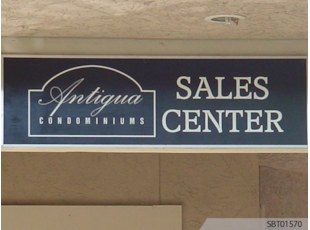 Antigua
CONDOMINIUMS
SALES
CENTER
SBT01570